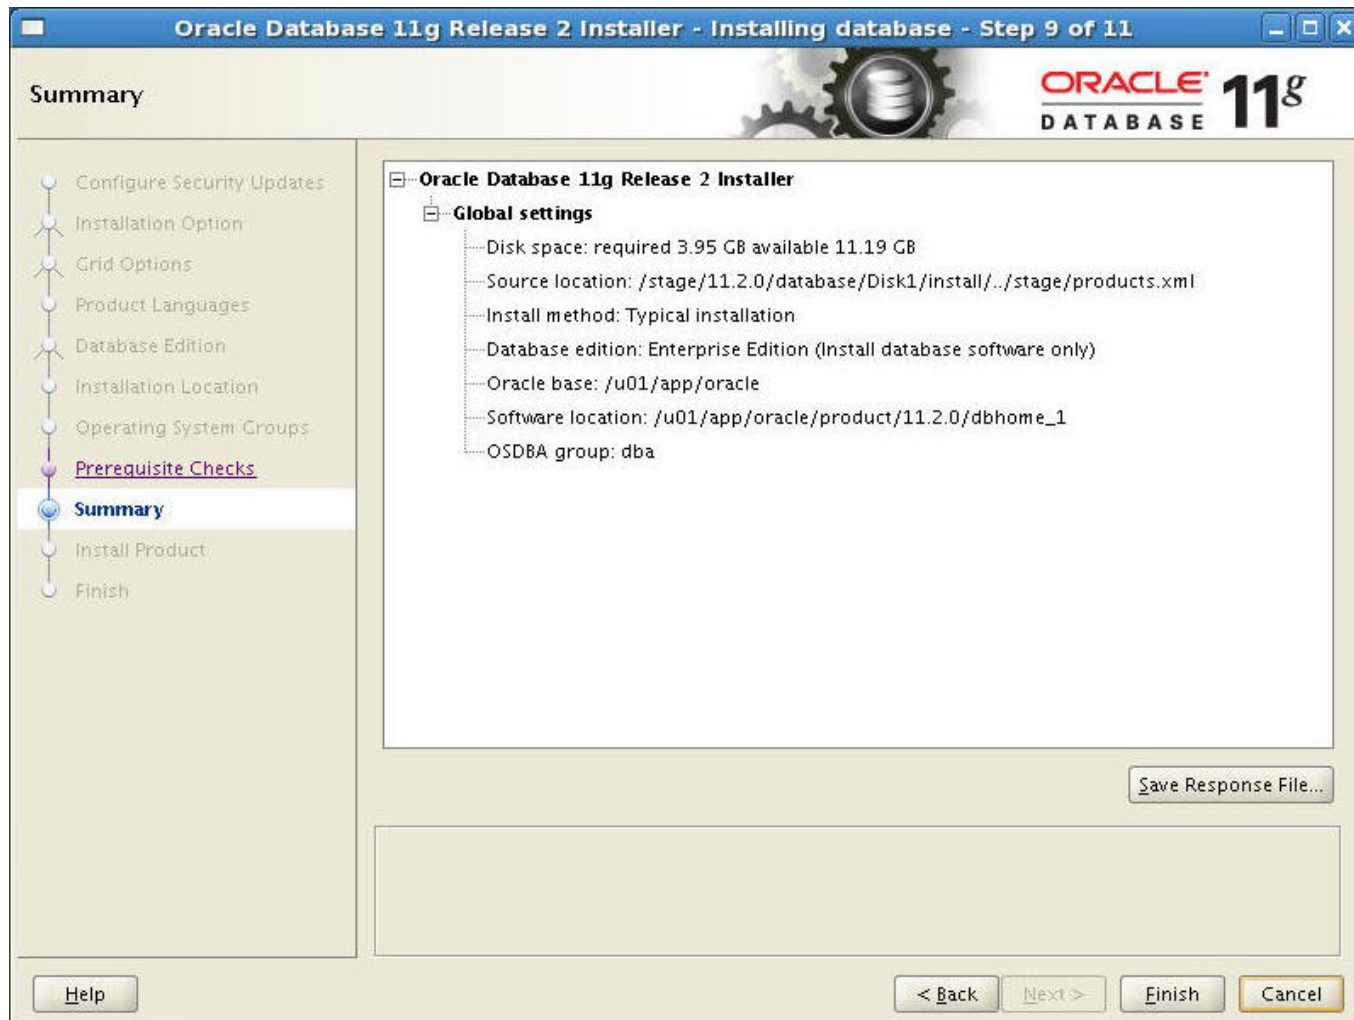 Oracle Database 11g Release 2 Installer - Installing database - Step 9 of 11
Summary
ORACLE
DATABASE
11g
Configure Security Updates
Installation Option
Grid Options
Product Languages
Database Edition
Installation Location
Operating System Groups
Prerequisite Checks
Summary
Install Product
Finish
Oracle Database 11g Release 2 Installer
Global settings
Disk space: required 3.95 GB available 11.19 GB
Source location: /stage/11.2.0/database/Disk1/install/../stage/products.xml
Install method: Typical installation
Database edition: Enterprise Edition (Install database software only)
Oracle base: /u01/app/oracle
Software location: /u01/app/oracle/product/11.2.0/dbhome_1
OSDBA group: dba
Save Response File...
Help
< Back
Next >
Finish
Cancel